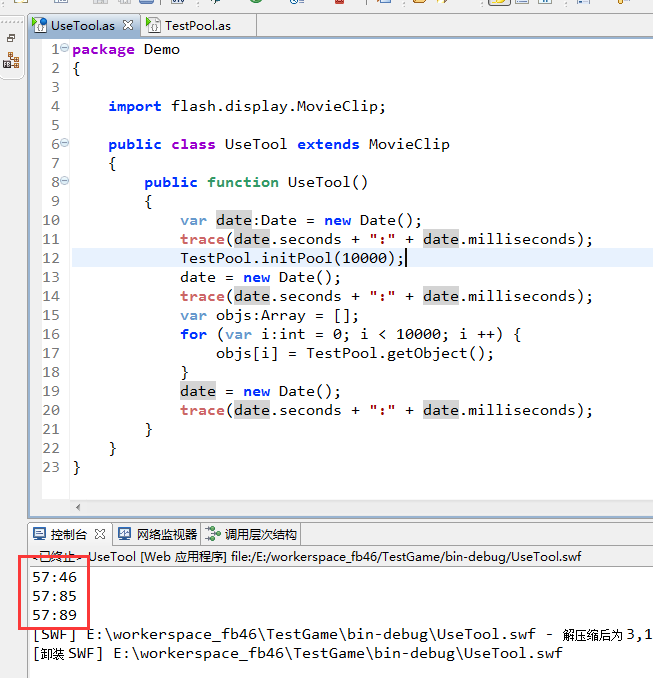 UseTool.as TestPool.as
1 package Demo
2 {
3
4 import flash.display.MovieClip;
5
6 public class UseTool extends MovieClip
7 {
8 public function UseTool()
9 {
10 var date:Date = new Date();
11 trace(date.seconds + ":" + date.milliseconds);
12 TestPool.initPool(10000);
13 date = new Date();
14 trace(date.seconds + ":" + date.milliseconds);
15 var objs:Array = [];
16 for (var i:int = 0; i < 10000; i ++) {
17 objs[i] = TestPool.getObject();
18 }
19 date = new Date();
20 trace(date.seconds + ":" + date.milliseconds);
21 }
22 }
23 }
控制台 网络监视器 调用层次结构
<已终止> UseTool [Web 应用程序] file:/E:/workerspace_fb46/TestGame/bin-debug/UseTool.swf
57:46
57:85
57:89
[SWF] E:\workerspace_fb46\TestGame\bin-debug\UseTool.swf - 解压缩后为 3,1
[卸装 SWF] E:\workerspace_fb46\TestGame\bin-debug\UseTool.swf